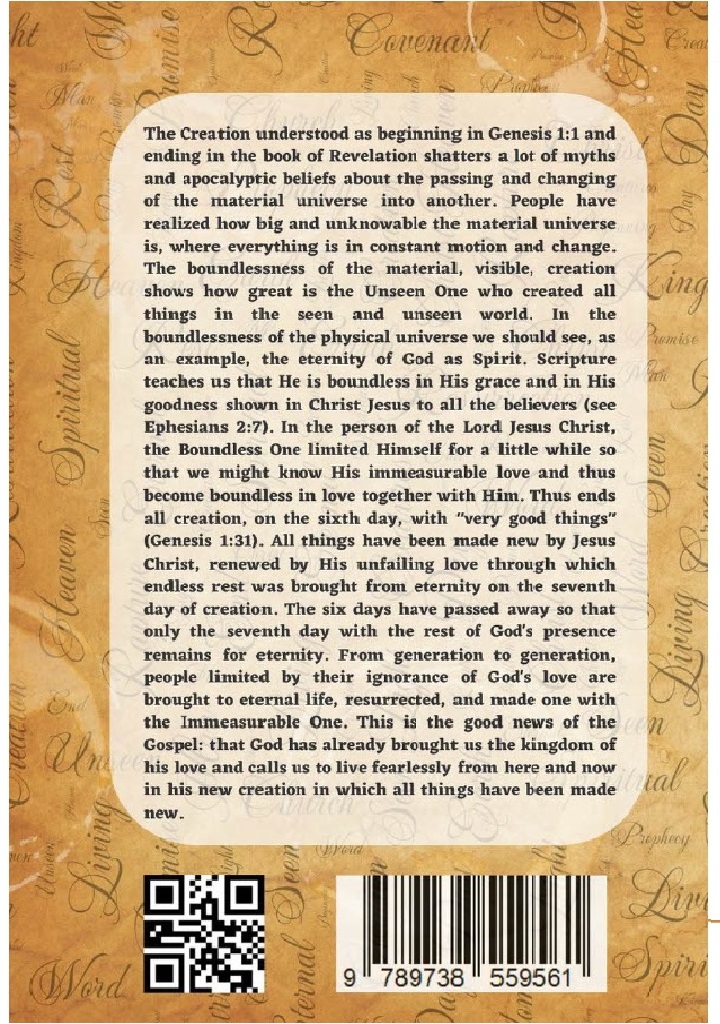 The Creation understood as beginning in Genesis 1:1 and
ending in the book of Revelation shatters a lot of myths
and apocalyptic beliefs about the passing and changing
of the material universe into another. People have
realized how big and unknowable the material universe
is, where everything is in constant motion and change.
The boundlessness of the material, visible, creation
shows how great is the Unseen One who created all
things in the seen and unseen world. In the
boundlessness of the physical universe we should see, as
an example, the eternity of God as Spirit. Scripture
teaches us that He is boundless in His grace and in His
goodness shown in Christ Jesus to all the believers (see
Ephesians 2:7). In the person of the Lord Jesus Christ,
the Boundless One limited Himself for a little while so
that we might know His immeasurable love and thus
become boundless in love together with Him. Thus ends
all creation, on the sixth day, with "very good things"
(Genesis 1:31). All things have been made new by Jesus
Christ, renewed by His unfailing love through which
endless rest was brought from eternity on the seventh
day of creation. The six days have passed away so that
only the seventh day with the rest of God's presence
remains for eternity. From generation to generation,
people limited by their ignorance of God's love are
brought to eternal life, resurrected, and made one with
the Immeasurable One. This is the good news of the
Gospel: that God has already brought us the kingdom of
his love and calls us to live fearlessly from here and now
in his new creation in which all things have been made
new.
9 789738 559561
Covenant
Promise
Rest
Spiritual
Heaven
Living
Word
Day
Promise
Seen
Living
Prophecy
Seen
Word